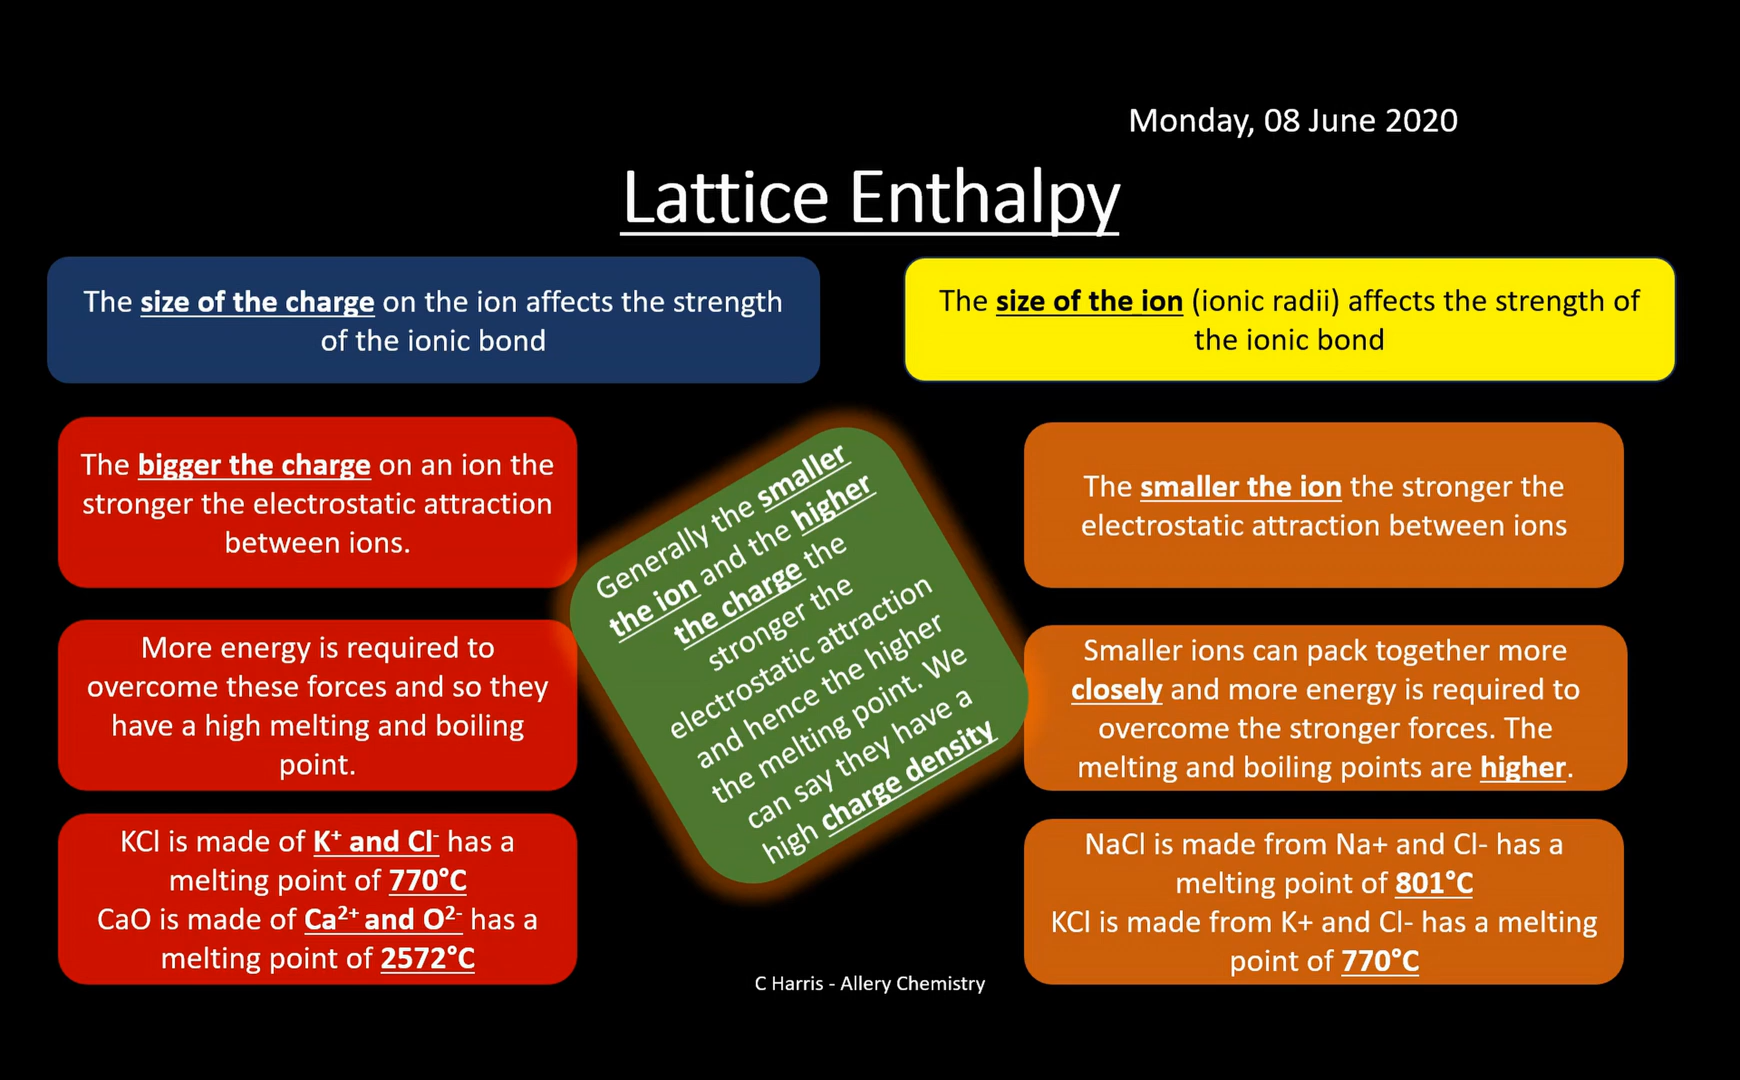 Monday, 08 June 2020
Lattice Enthalpy
The size of the charge on the ion affects the strength
of the ionic bond
The size of the ion (ionic radii) affects the strength of
the ionic bond
The bigger the charge on an ion the
stronger the electrostatic attraction
between ions.
More energy is required to
overcome these forces and so they
have a high melting and boiling
point.
KCl is made of K⁺ and Cl⁻ has a
melting point of 770°C
CaO is made of Ca²⁺ and O²⁻ has a
melting point of 2572°C
Generally the smaller
the ion and the higher
the charge the
stronger the
electrostatic attraction
and hence the higher
the melting point. We
can say they have a
high charge density
The smaller the ion the stronger the
electrostatic attraction between ions
Smaller ions can pack together more
closely and more energy is required to
overcome the stronger forces. The
melting and boiling points are higher.
NaCl is made from Na+ and Cl- has a
melting point of 801°C
KCl is made from K+ and Cl- has a melting
point of 770°C
C Harris - Allery Chemistry